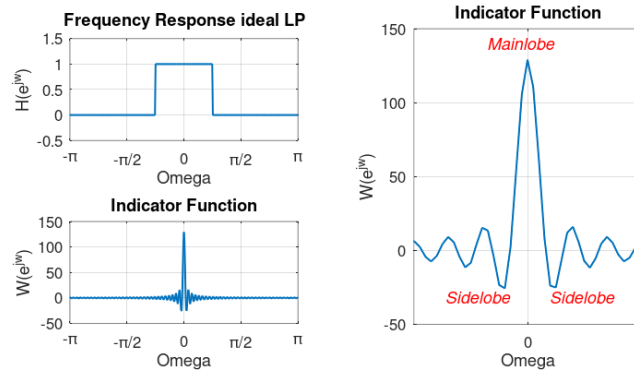 Frequency Response ideal LP
H(e^jw)
1.5
1
0.5
0
-0.5
-π
-π/2
0
π/2
π
Omega
Indicator Function
W(e^jw)
150
100
50
0
-50
-π
-π/2
0
π/2
π
Omega
Indicator Function
Mainlobe
W(e^jw)
150
100
50
0
-50
Sidelobe
Sidelobe
0
Omega